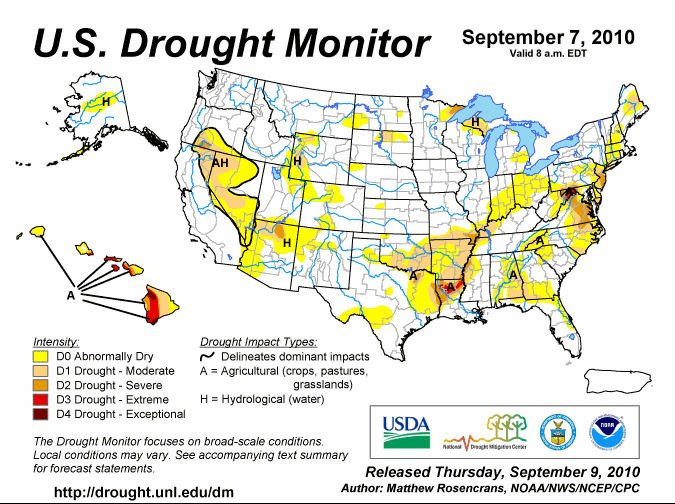 U.S. Drought Monitor
September 7, 2010
Valid 8 a.m. EDT
H
H
AH
H
H
A
A
A
A
A
Intensity:
D0 Abnormally Dry
D1 Drought - Moderate
D2 Drought - Severe
D3 Drought - Extreme
D4 Drought - Exceptional
Drought Impact Types:
Delineates dominant impacts
A = Agricultural (crops, pastures,
grasslands)
H = Hydrological (water)
USDA
National Drought Mitigation Center
NOAA
The Drought Monitor focuses on broad-scale conditions.
Local conditions may vary. See accompanying text summary
for forecast statements.
http://drought.unl.edu/dm
Released Thursday, September 9, 2010
Author: Matthew Rosencrans, NOAA/NWS/NCEP/CPC